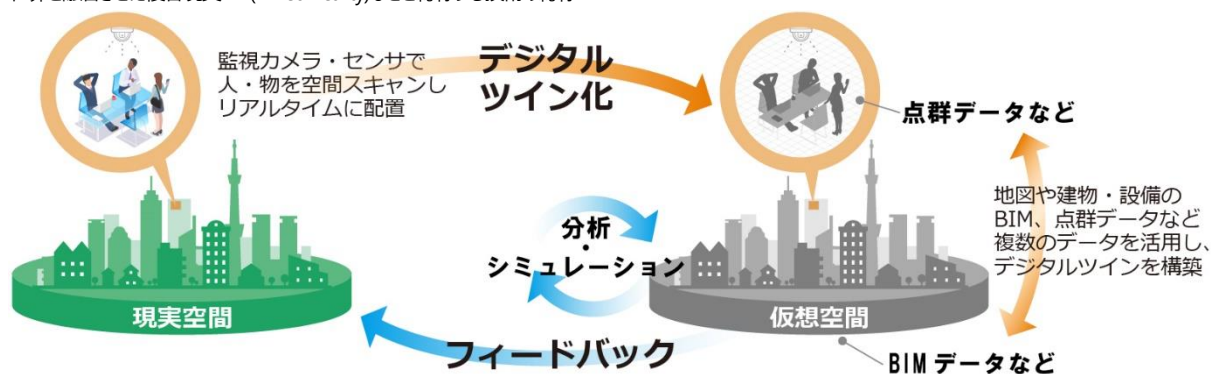 監視カメラ・センサで
人・物を空間スキャンし
リアルタイムに配置
デジタル
ツイン化
点群データなど
地図や建物・設備の
BIM、点群データなど
複数のデータを活用し、
デジタルツインを構築
分析
・
シミュレーション
現実空間
仮想空間
フィードバック
BIMデータなど